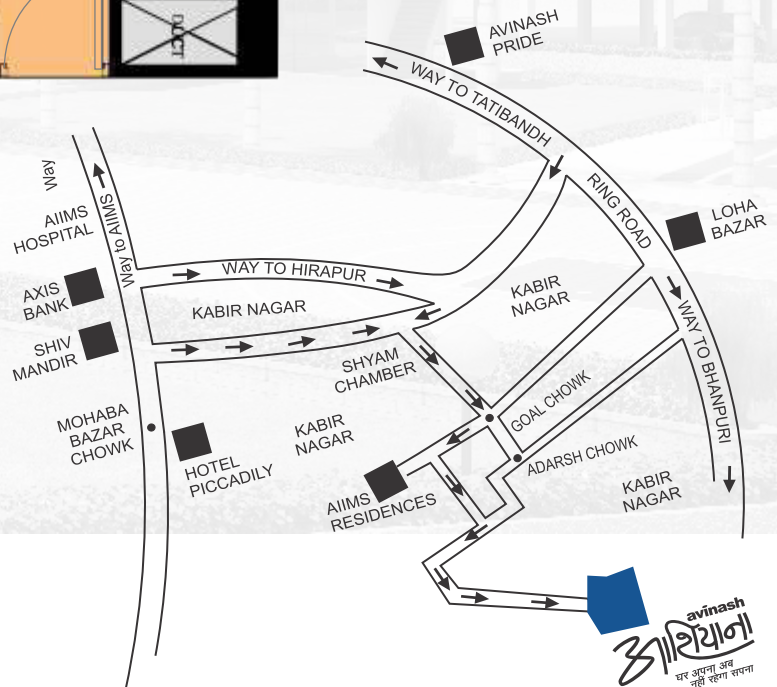 DUCT
AVINASH
PRIDE
WAY TO TATIBANDH
RING ROAD
LOHA
BAZAR
Way
AIIMS
HOSPITAL
Way to AIIMS
WAY TO HIRAPUR
AXIS
BANK
KABIR NAGAR
KABIR
NAGAR
SHIV
MANDIR
SHYAM
CHAMBER
WAY TO BHANPURI
MOHABA
BAZAR
CHOWK
KABIR
NAGAR
GOAL CHOWK
HOTEL
PICCADILY
ADARSH CHOWK
AIIMS
RESIDENCES
KABIR
NAGAR
avinash
आशियाना
घर अपना अब
नहीं रहेगा सपना